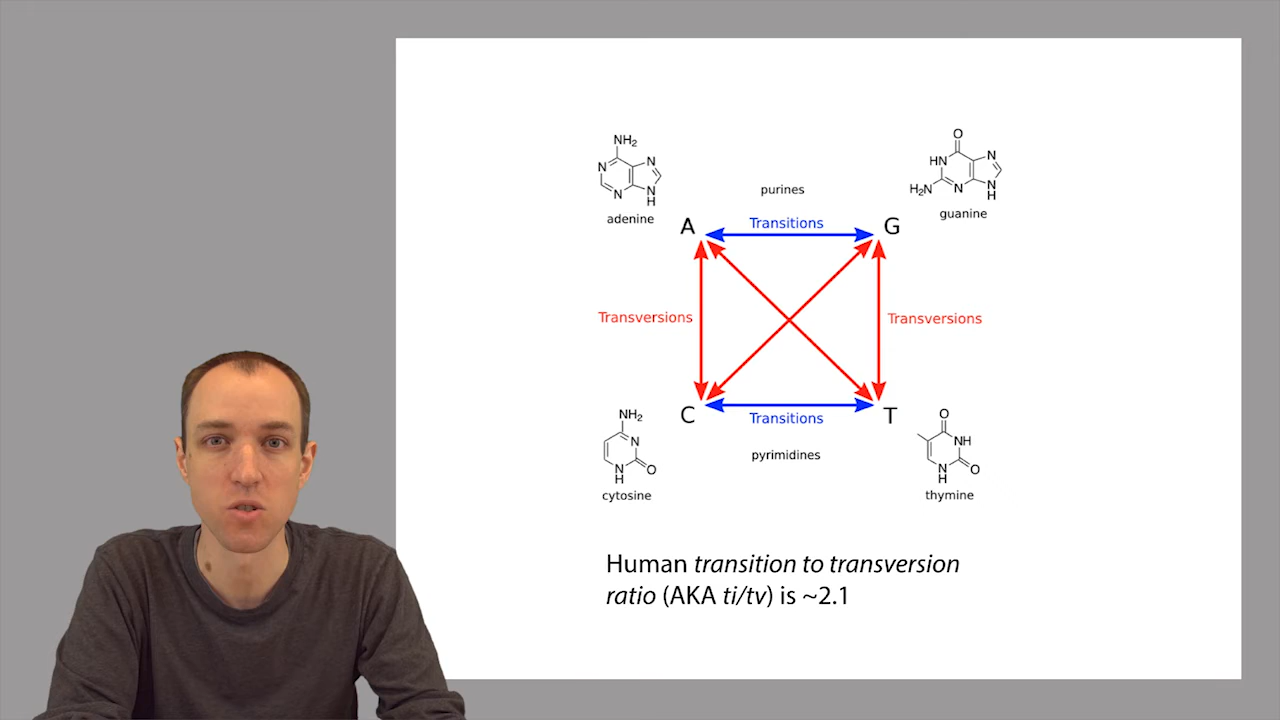 NH₂
N
N
N
N
H
adenine
purines
O
HN
N
H₂N
N
N
H
guanine
A
Transitions
G
Transversions
Transversions
C
Transitions
T
NH₂
N
N
H
O
cytosine
pyrimidines
O
NH
N
H
O
thymine
Human transition to transversion
ratio (AKA ti/tv) is ~2.1